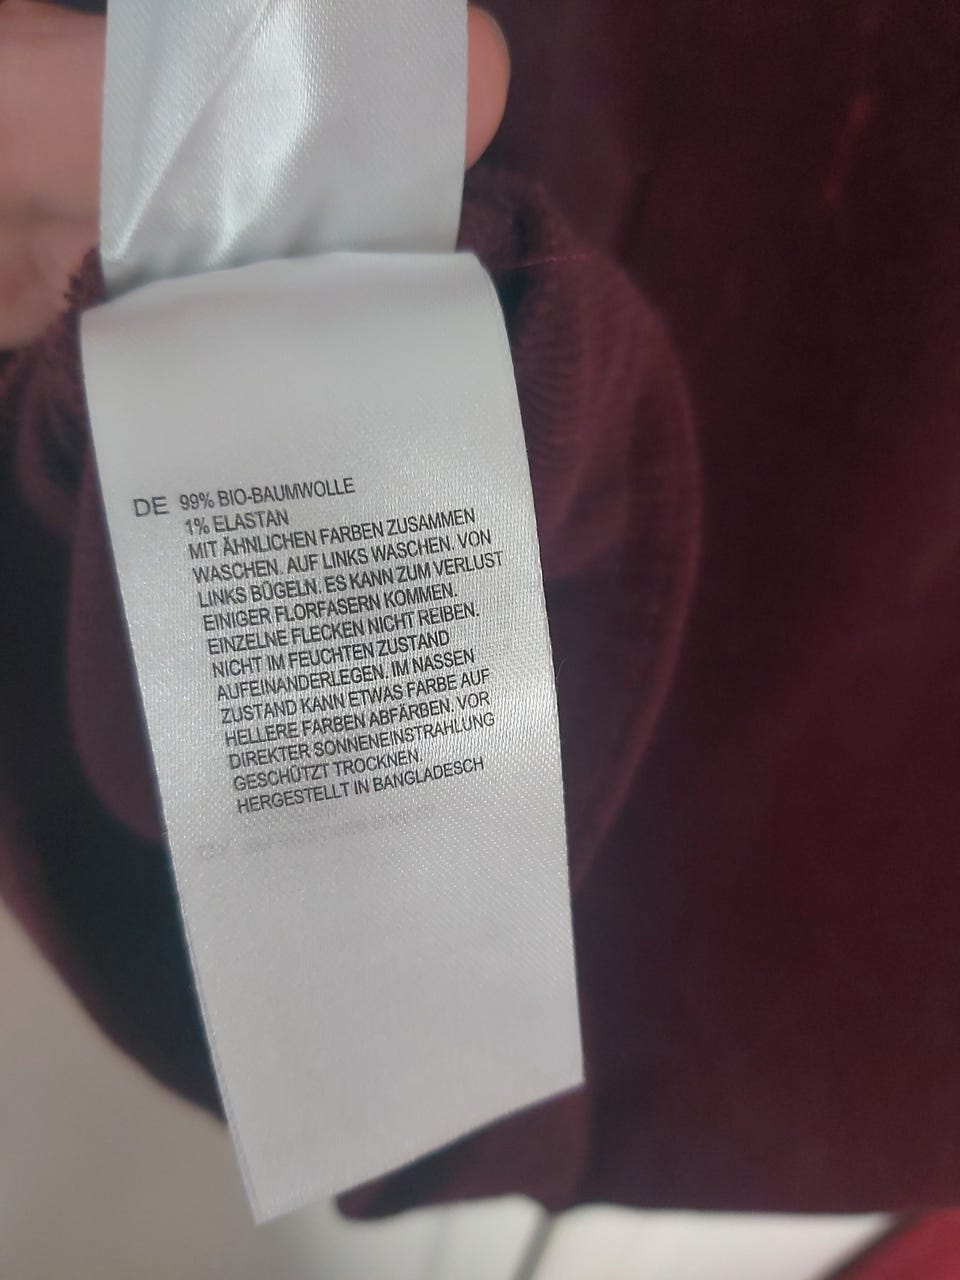 DE 99% BIO-BAUMWOLLE
1% ELASTAN
MIT ÄHNLICHEN FARBEN ZUSAMMEN
WASCHEN. AUF LINKS WASCHEN. VON
LINKS BÜGELN. ES KANN ZUM VERLUST
EINIGER FLORFASERN KOMMEN.
EINZELNE FLECKEN NICHT REIBEN.
NICHT IM FEUCHTEN ZUSTAND
AUFEINANDERLEGEN. IM NASSEN
ZUSTAND KANN ETWAS FARBE AUF
HELLERE FARBEN ABFÄRBEN. VOR
DIREKTER SONNENEINSTRAHLUNG
GESCHÜTZT TROCKNEN.
HERGESTELLT IN BANGLADESCH